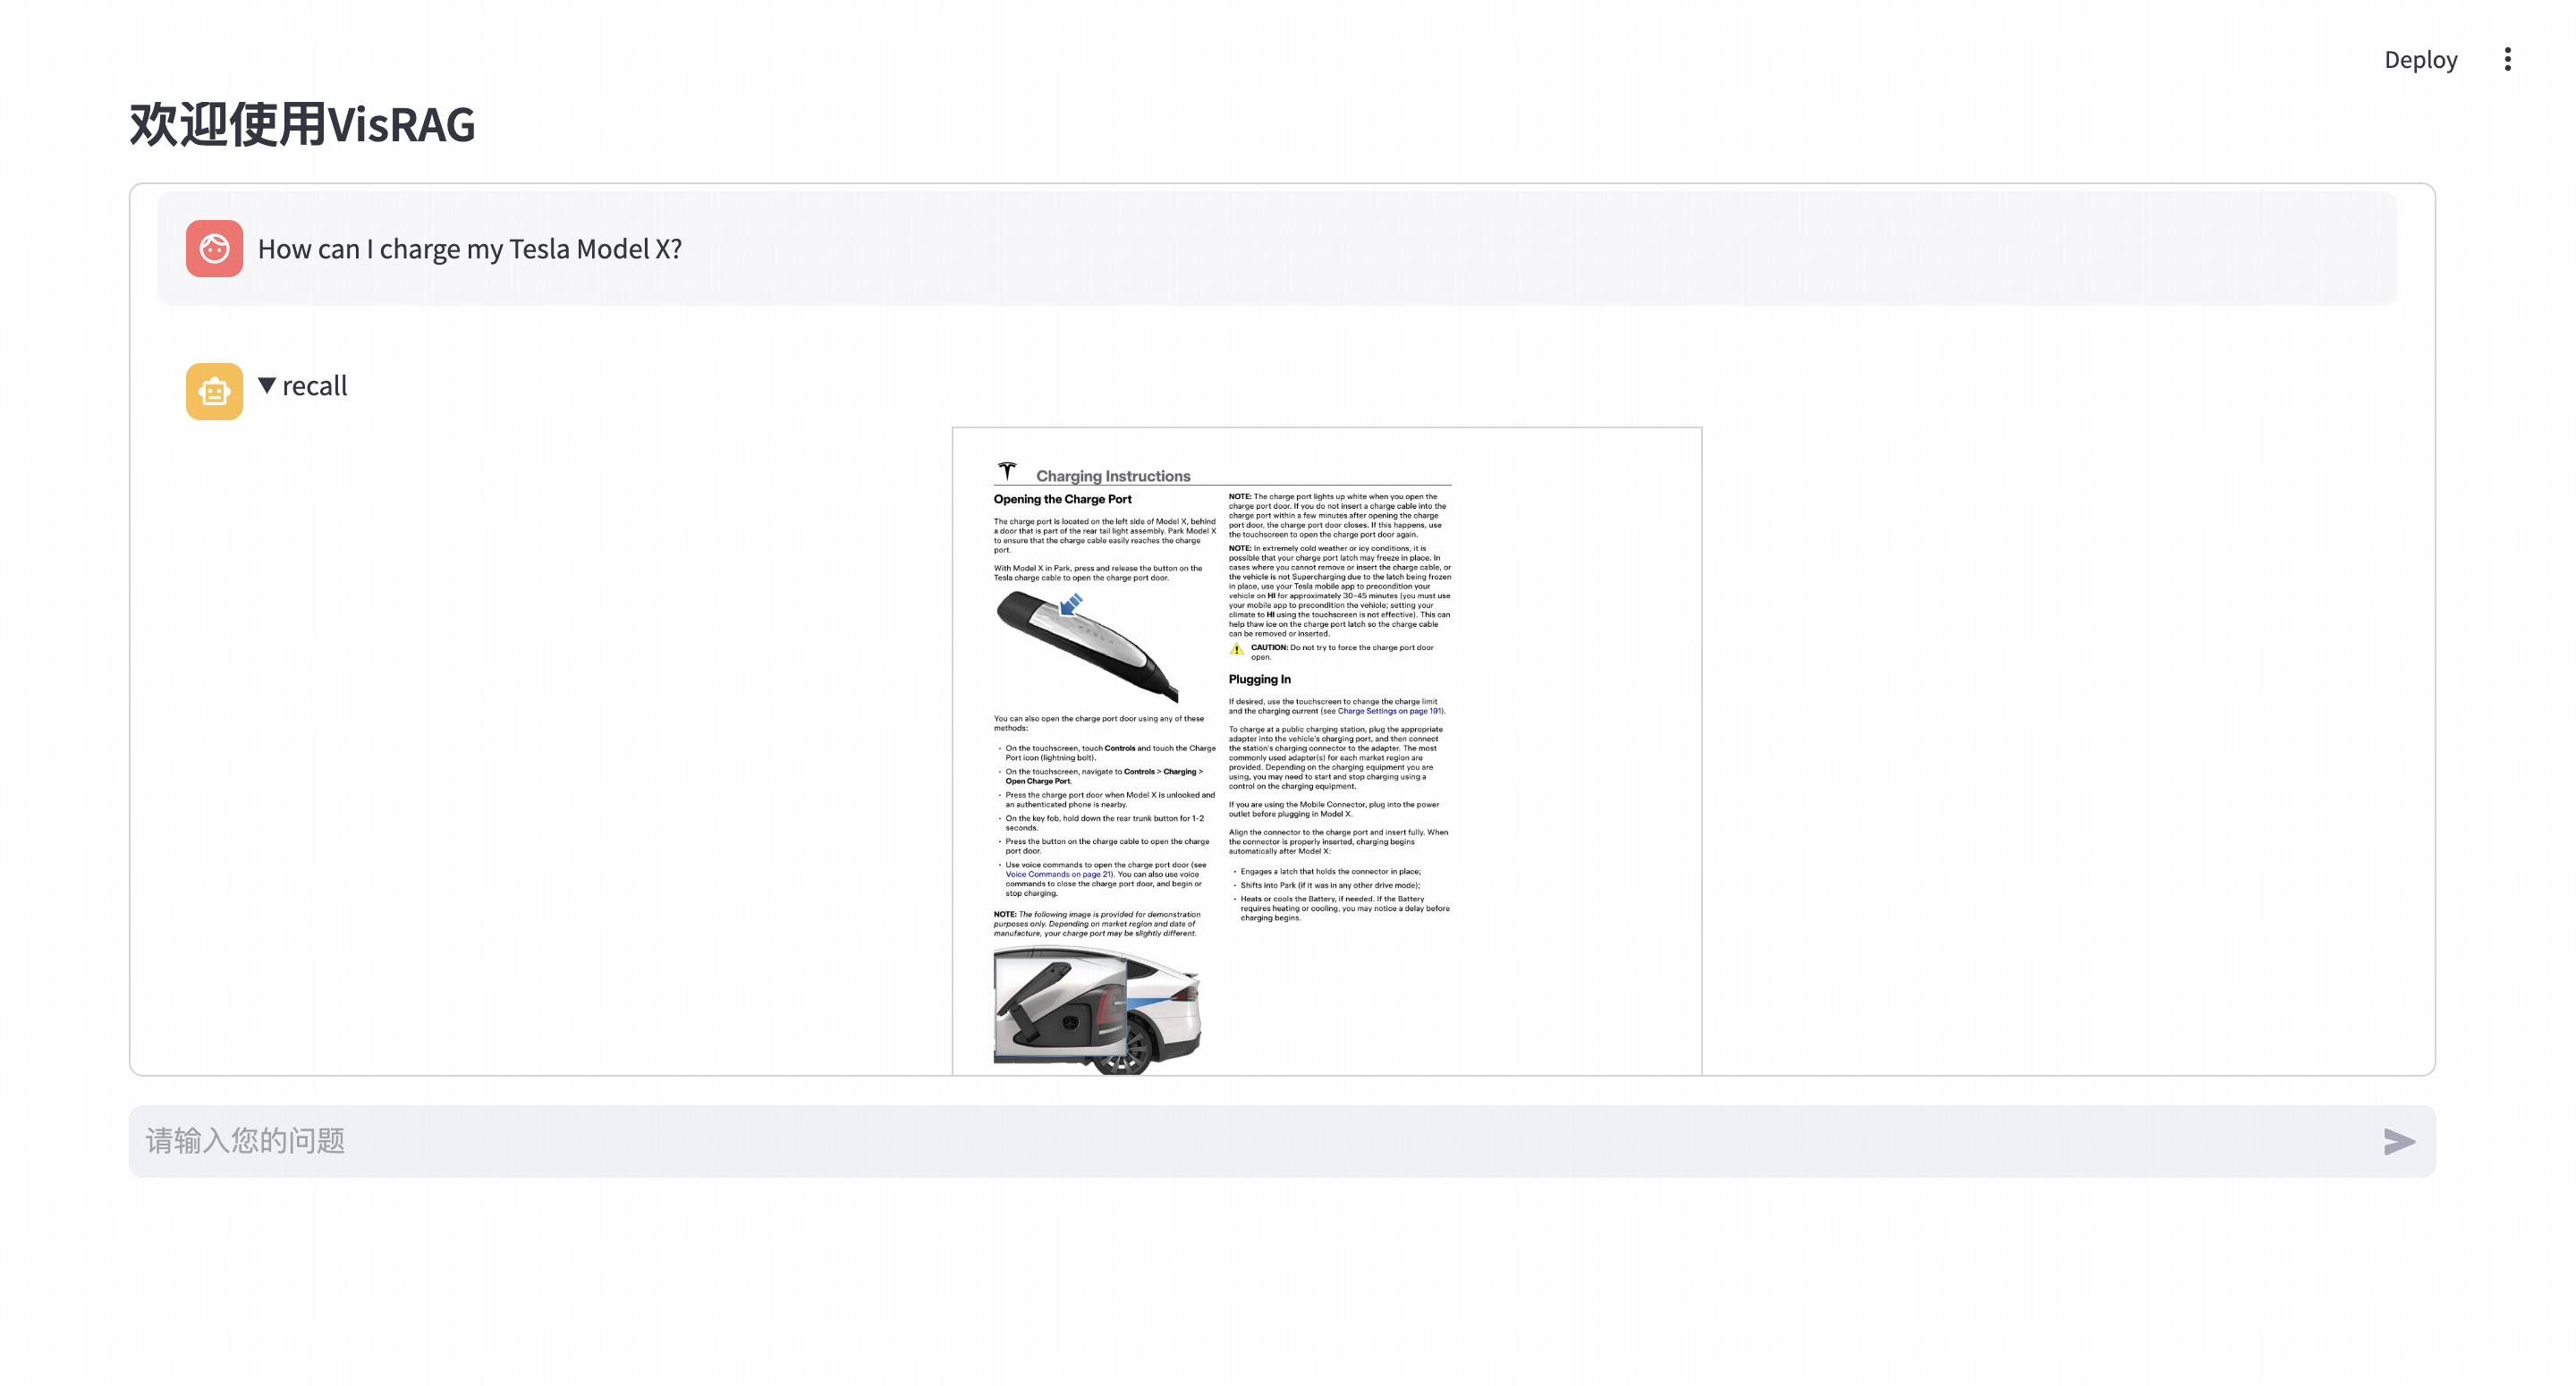 Deploy
欢迎使用VisRAG
How can I charge my Tesla Model X?
recall
Charging Instructions
Opening the Charge Port
The charge port is located on the left side of Model X, behind
a door that is part of the rear tail light assembly. Park Model X
to ensure that the charge cable easily reaches the charge
port.
With Model X in Park, press and release the button on the
Tesla charge cable to open the charge port door.
You can also open the charge port door using any of these
methods:
• On the touchscreen, touch Controls and touch the Charge
Port icon (lightning bolt).
• On the touchscreen, navigate to Controls > Charging >
Open Charge Port.
• Press the charge port door when Model X is unlocked and
an authenticated phone is nearby.
• On the key fob, hold down the rear trunk button for 1-2
seconds.
• Press the button on the charge cable to open the charge
port door.
• Use voice commands to open the charge port door (see
Voice Commands on page 21). You can also use voice
commands to close the charge port door, and begin or
stop charging.
NOTE: The following image is provided for demonstration
purposes only. Depending on market region and date of
manufacture, your charge port may be slightly different.
NOTE: The charge port lights up white when you open the
charge port door. If you do not insert a charge cable into the
charge port within a few minutes after opening the charge
port door, the charge port door closes. If this happens, use
the touchscreen to open the charge port door again.
NOTE: In extremely cold weather or icy conditions, it is
possible that your charge port latch may freeze in place. In
cases where you cannot remove or insert the charge cable, or
the vehicle is not Supercharging due to the latch being frozen
in place, use your Tesla mobile app to precondition your
vehicle on HI for approximately 30-45 minutes (you must use
your mobile app to precondition the vehicle; setting your
climate to HI using the touchscreen is not effective). This can
help thaw ice on the charge port latch so the charge cable
can be removed or inserted.
CAUTION: Do not try to force the charge port door
open.
Plugging In
If desired, use the touchscreen to change the charge limit
and the charging current (see Charge Settings on page 191).
To charge at a public charging station, plug the appropriate
adapter into the vehicle's charging port, and then connect
the station's charging connector to the adapter. The most
commonly used adapter(s) for each market region are
provided. Depending on the charging equipment you are
using, you may need to start and stop charging using a
control on the charging equipment.
If you are using the Mobile Connector, plug into the power
outlet before plugging in Model X.
Align the connector to the charge port and insert fully. When
the connector is properly inserted, charging begins
automatically after Model X:
• Engages a latch that holds the connector in place;
• Shifts into Park (if it was in any other drive mode);
• Heats or cools the Battery, if needed. If the Battery
requires heating or cooling, you may notice a delay before
charging begins.
请输入您的问题